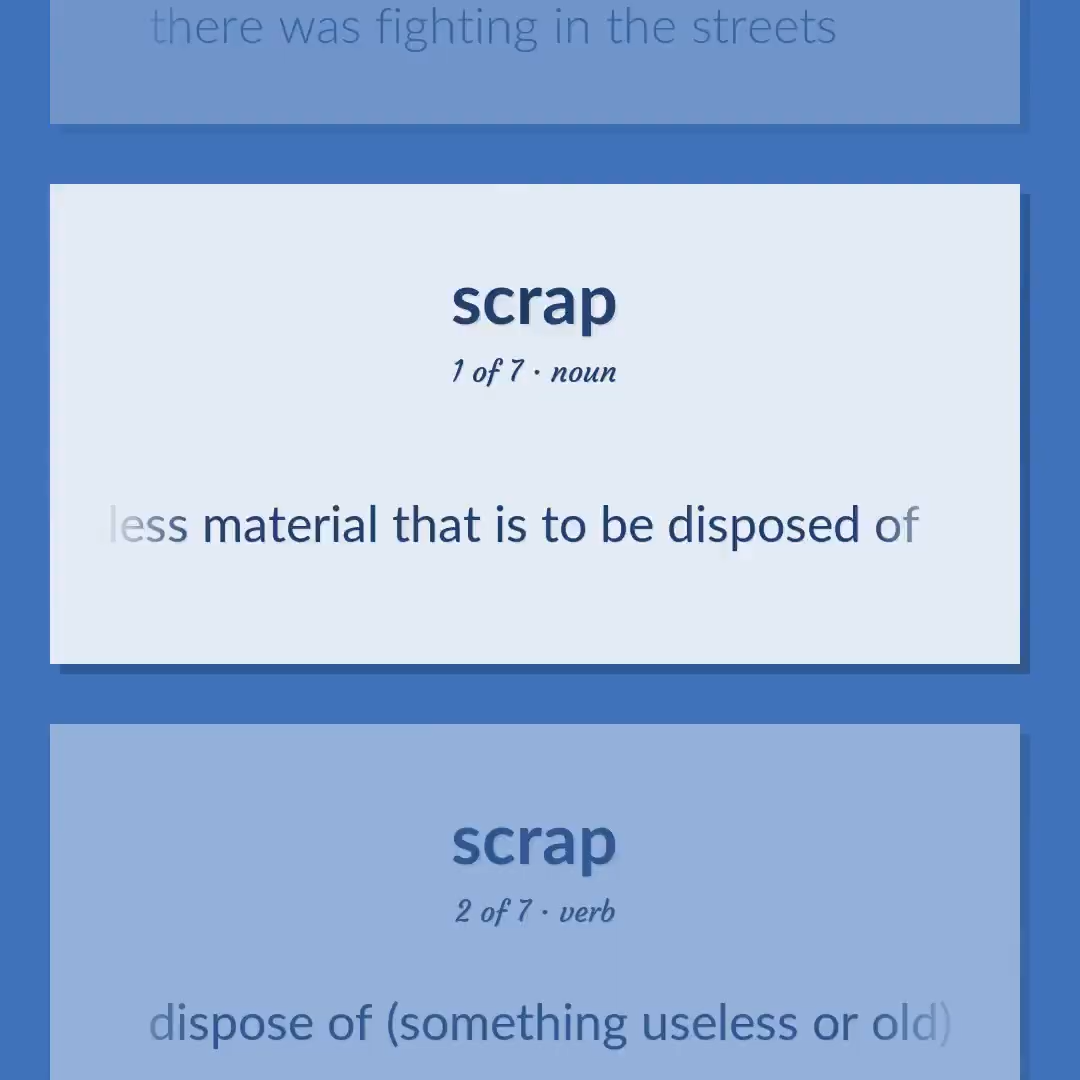 there was fighting in the streets
scrap
1 of 7 · noun
less material that is to be disposed of
scrap
2 of 7 · verb
dispose of (something useless or old)